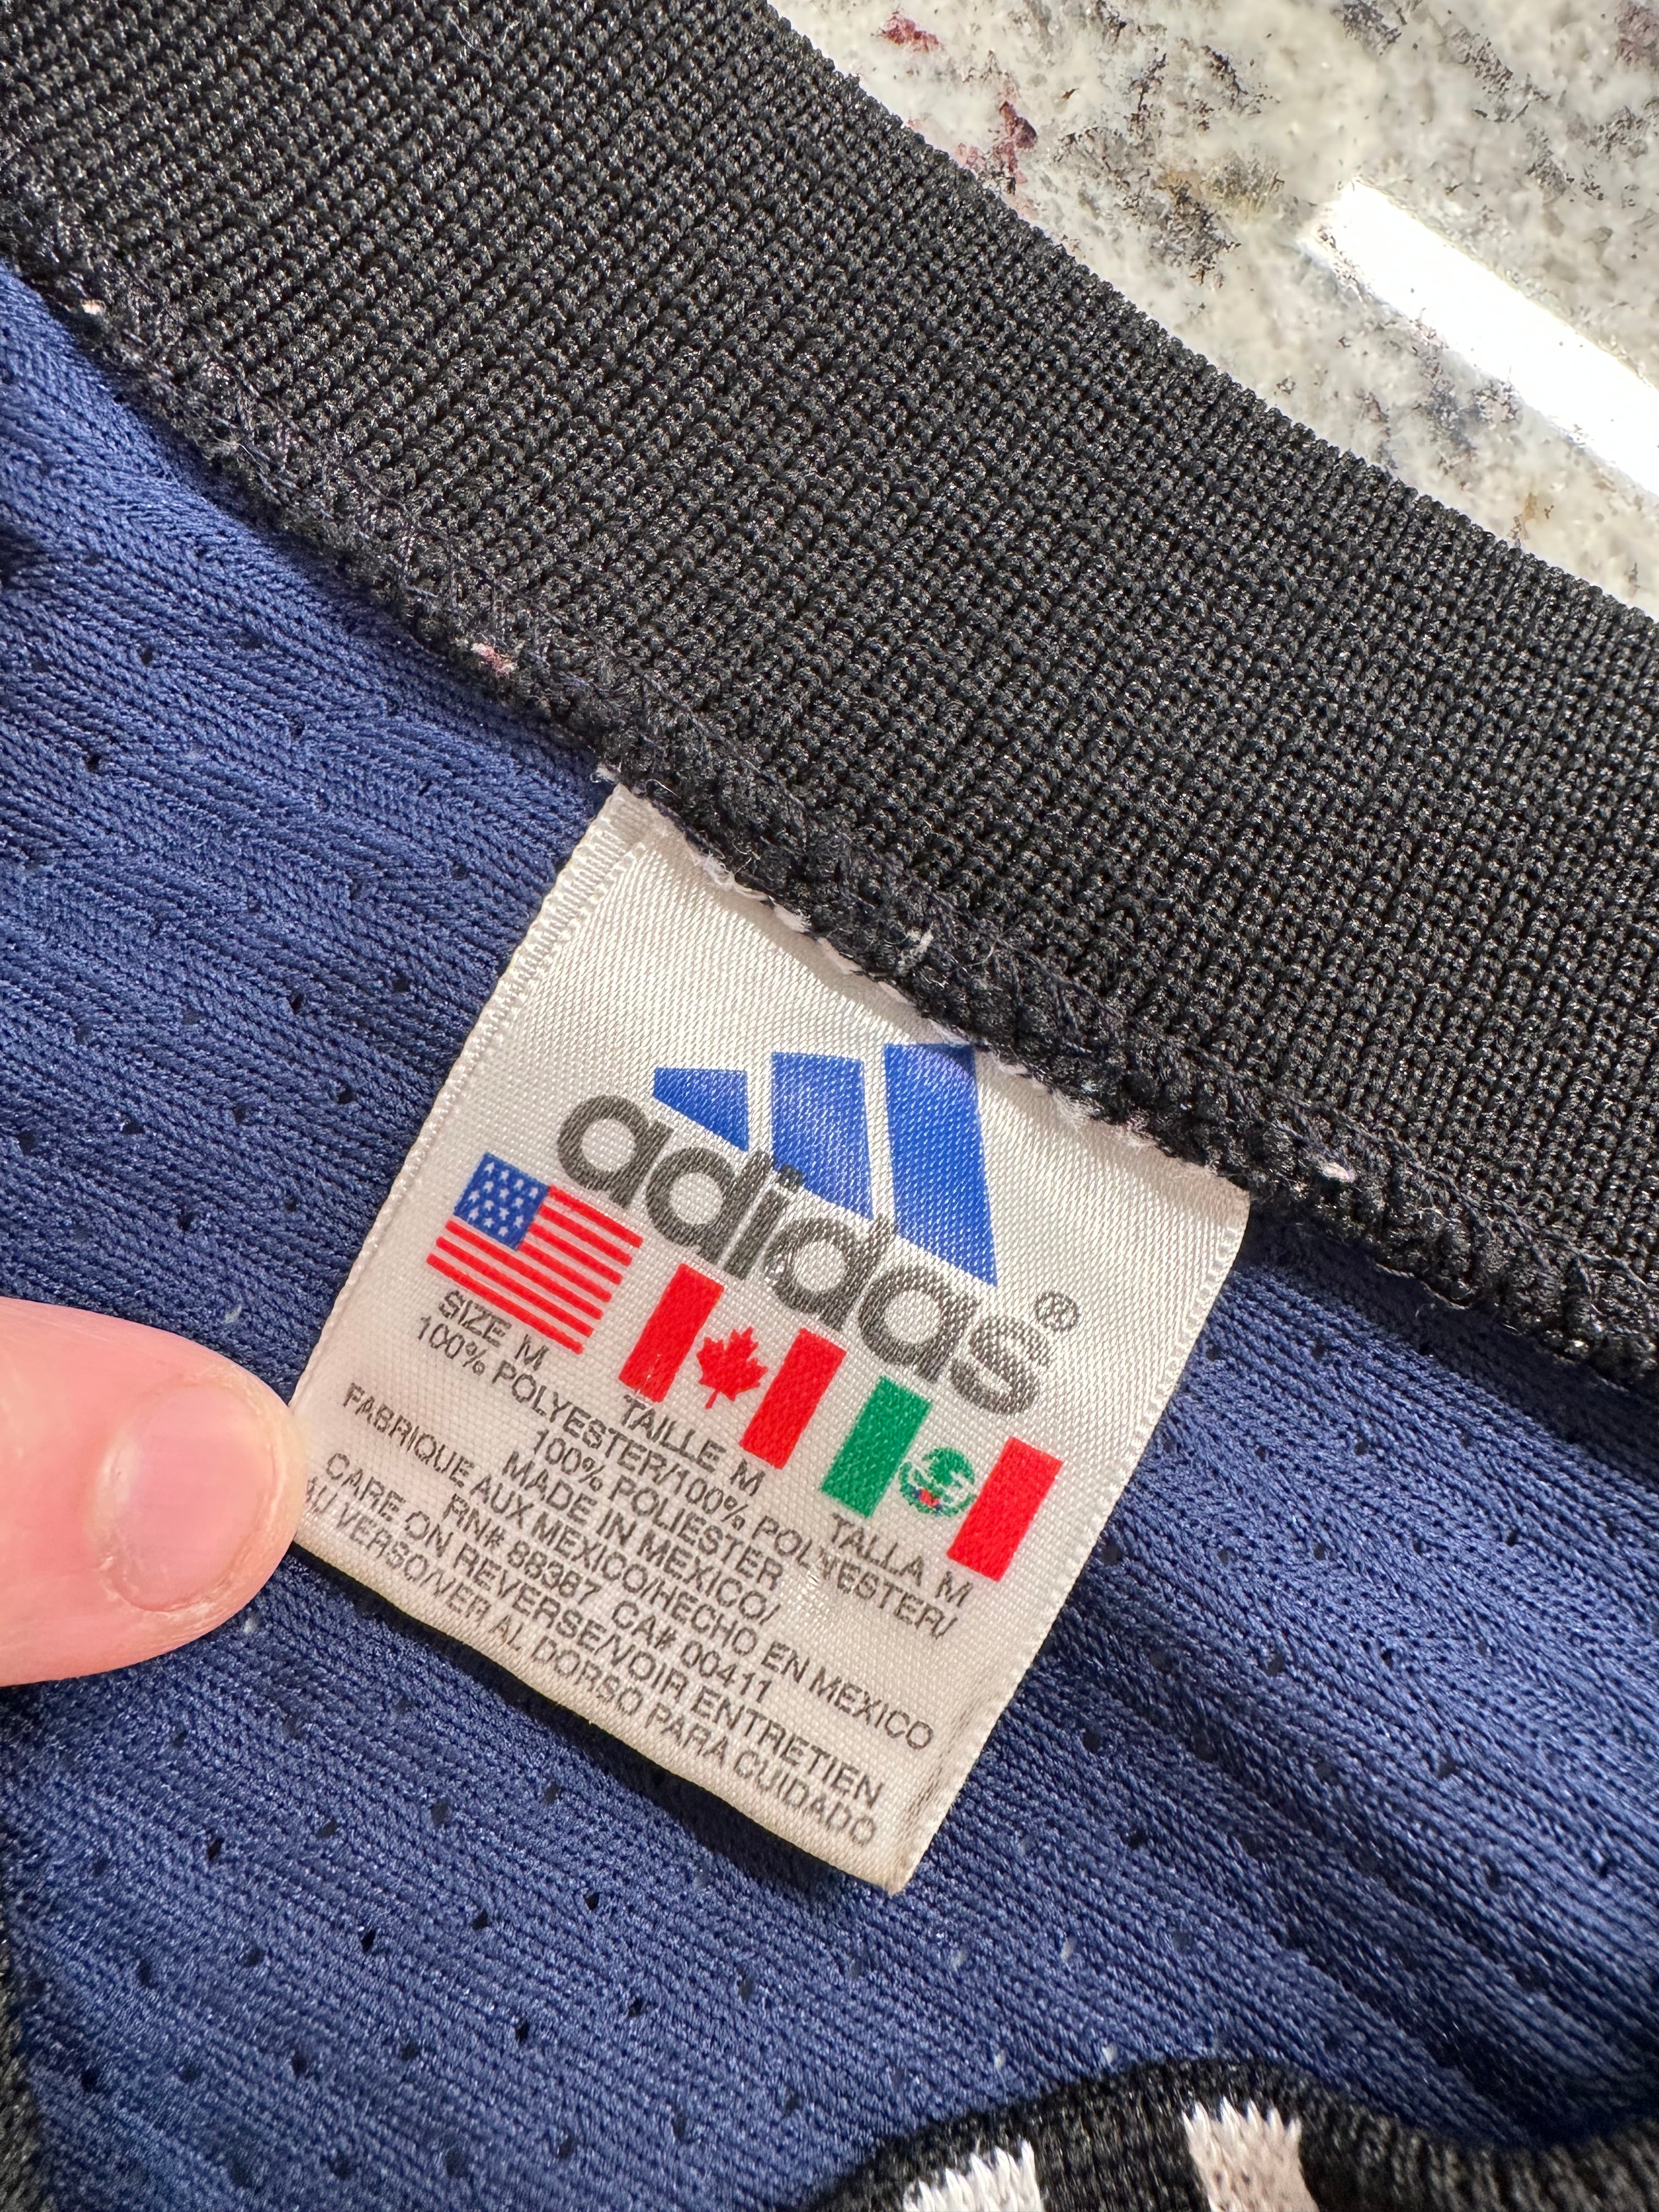 adidas®
SIZE M TAILLE M TALLA M
100% POLYESTER/100% POLYESTER/
100% POLIESTER
MADE IN MEXICO/
FABRIQUE AUX MEXICO/HECHO EN MEXICO
RN# 88387 CA# 00411
CARE ON REVERSE/VOIR ENTRETIEN
AU VERSO/VER AL DORSO PARA CUIDADO